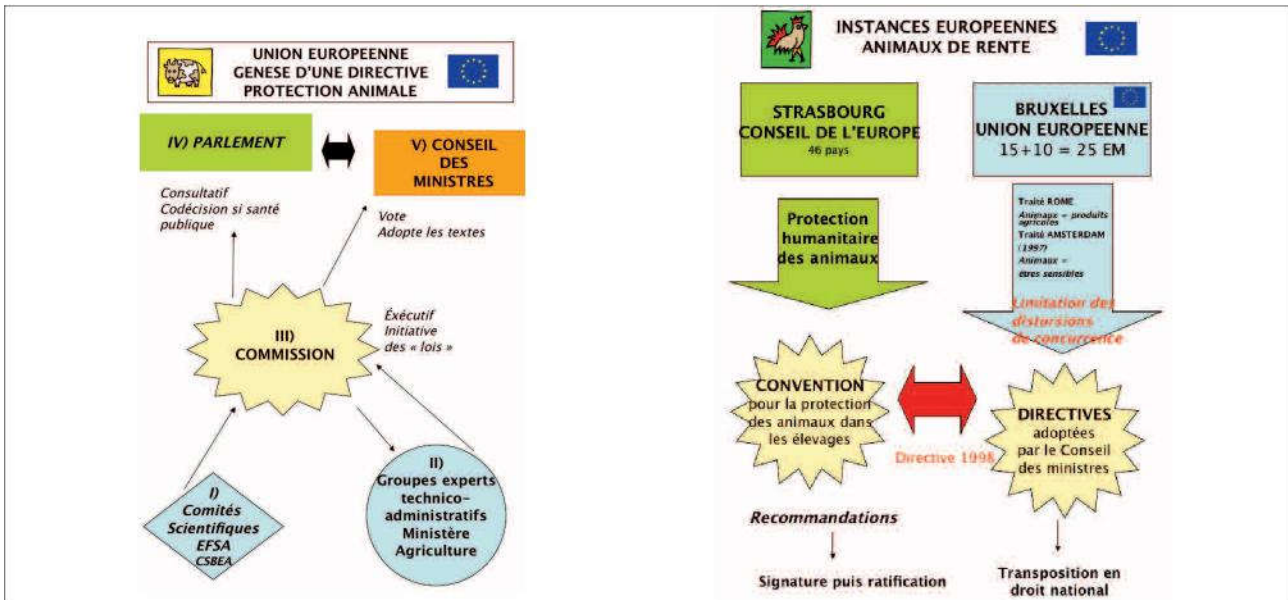 UNION EUROPEENNE
GENESE D'UNE DIRECTIVE
PROTECTION ANIMALE
IV) PARLEMENT
V) CONSEIL
DES
MINISTRES
Consultatif
Codécision si santé
publique
Vote
Adopte les textes
III)
COMMISSION
Éxécutif
Initiative
des « lois »
I)
Comités
Scientifiques
EFSA
CSBEA
II)
Groupes experts
technico-
administratifs
Ministère
Agriculture
INSTANCES EUROPEENNES
ANIMAUX DE RENTE
STRASBOURG
CONSEIL DE L'EUROPE
46 pays
BRUXELLES
UNION EUROPEENNE
15+10 = 25 EM
Protection
humanitaire
des animaux
Traité ROME
Animaux = produits
agricoles
Traité AMSTERDAM
(1997)
Animaux =
êtres sensibles
Limitation des
distursions
de concurrence
CONVENTION
pour la protection
des animaux dans
les élevages
Directive 1998
DIRECTIVES
adoptées
par le Conseil
des ministres
Recommandations
Signature puis ratification
Transposition en
droit national